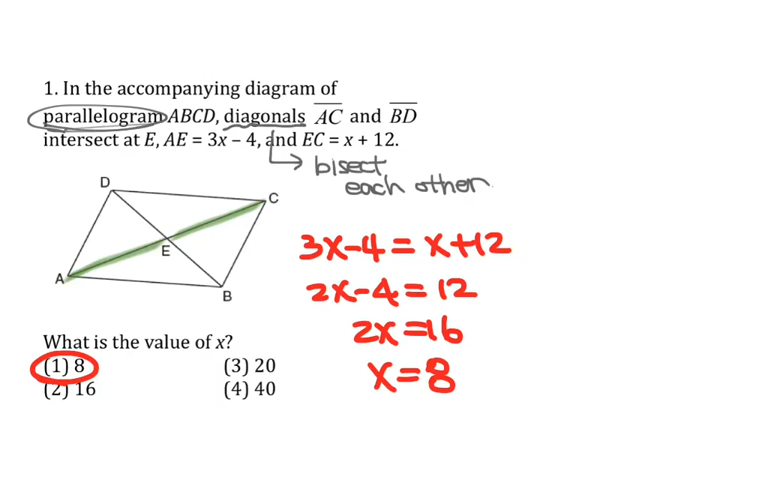 1. In the accompanying diagram of
parallelogram ABCD, diagonals AC and BD
intersect at E, AE = 3x – 4, and EC = x + 12.
bisect
each other.
D
C
E
A
B
3x-4 = x+12
2x-4 = 12
2x = 16
x = 8
What is the value of x?
(1) 8 (3) 20
(2) 16 (4) 40